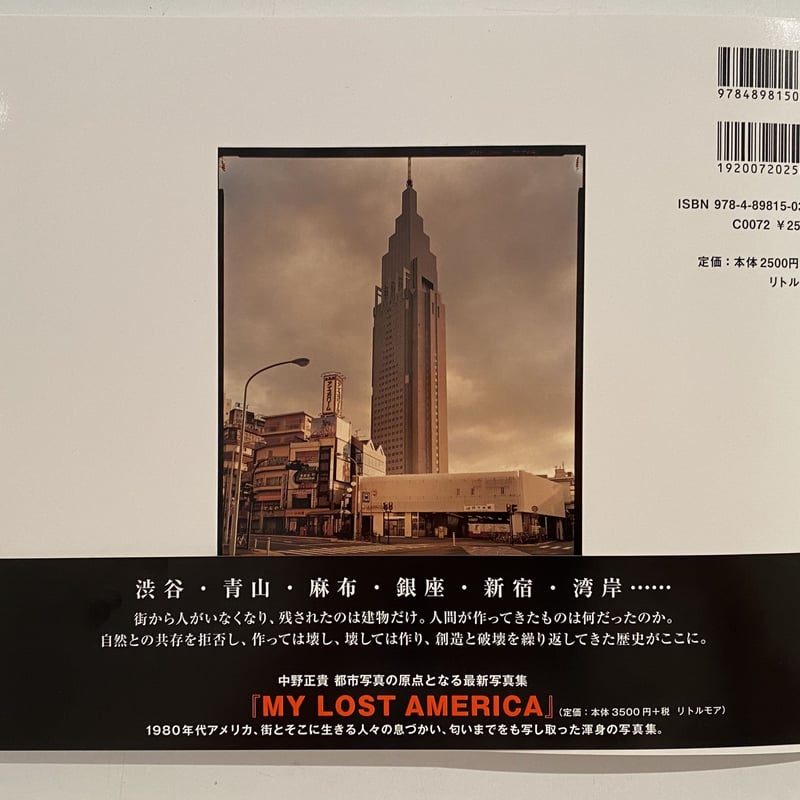 9784898150
1920072025
ISBN 978-4-89815-03
C0072 ¥25
定価：本体2500円
リトル
渋谷・青山・麻布・銀座・新宿・湾岸……
街から人がいなくなり、残されたのは建物だけ。人間が作ってきたものは何だったのか。
自然との共存を拒否し、作っては壊し、壊しては作り、創造と破壊を繰り返してきた歴史がここに。
中野正貴 都市写真の原点となる最新写真集
『MY LOST AMERICA』（定価：本体3500円＋税 リトルモア）
1980年代アメリカ、街とそこに生きる人々の息づかい、匂いまでをも写し取った渾身の写真集。